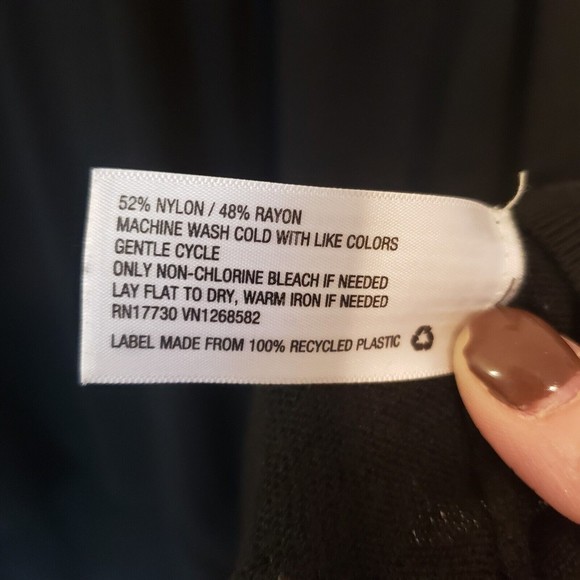 52% NYLON / 48% RAYON
MACHINE WASH COLD WITH LIKE COLORS
GENTLE CYCLE
ONLY NON-CHLORINE BLEACH IF NEEDED
LAY FLAT TO DRY, WARM IRON IF NEEDED
RN17730 VN1268582
LABEL MADE FROM 100% RECYCLED PLASTIC